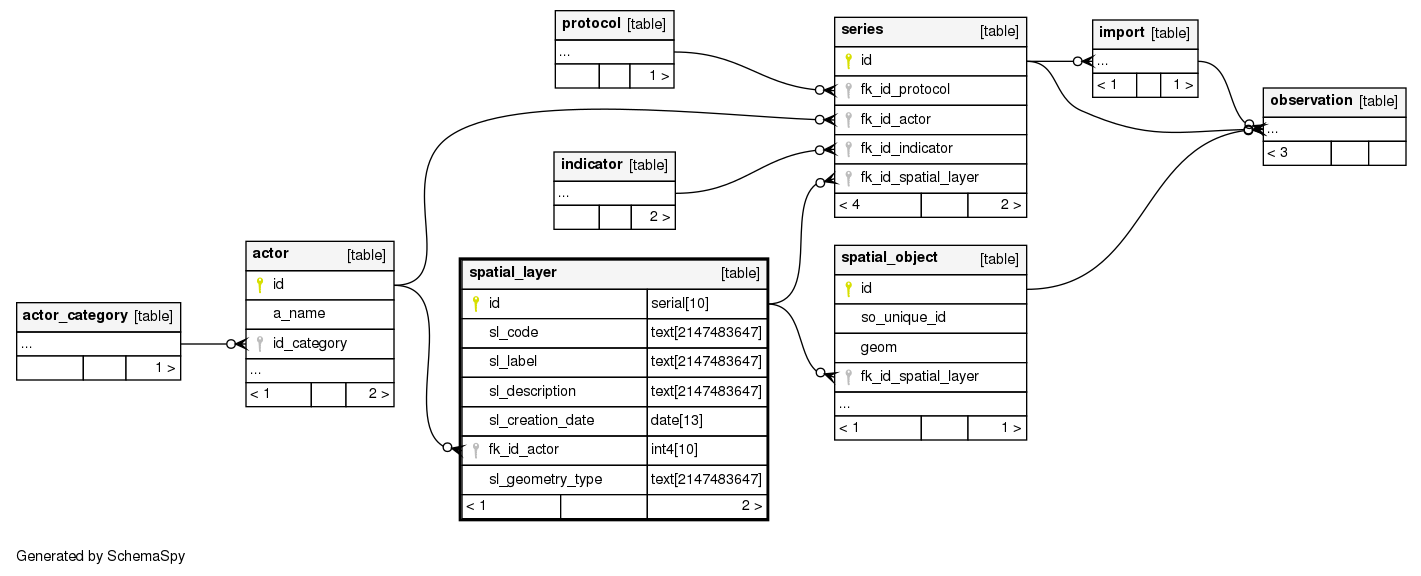 protocol [table]
...
1 >
series [table]
id
fk_id_protocol
fk_id_actor
fk_id_indicator
fk_id_spatial_layer
< 4 2 >
import [table]
...
< 1 1 >
observation [table]
...
< 3
indicator [table]
...
2 >
actor [table]
id
a_name
id_category
...
< 1 2 >
actor_category [table]
...
1 >
spatial_layer [table]
id serial[10]
sl_code text[2147483647]
sl_label text[2147483647]
sl_description text[2147483647]
sl_creation_date date[13]
fk_id_actor int4[10]
sl_geometry_type text[2147483647]
< 1 2 >
spatial_object [table]
id
so_unique_id
geom
fk_id_spatial_layer
...
< 1 1 >
Generated by SchemaSpy